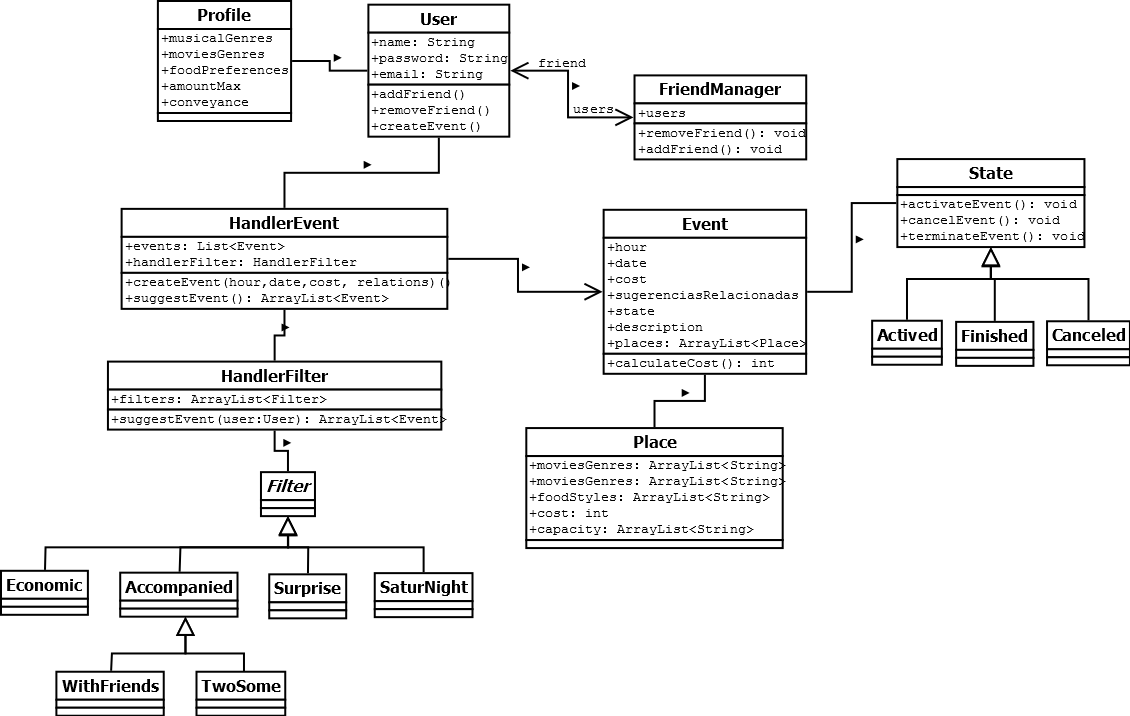 Profile
+musicalGenres
+moviesGenres
+foodPreferences
+amountMax
+conveyance
User
+name: String
+password: String
+email: String
+addFriend()
+removeFriend()
+createEvent()
friend
users
FriendManager
+users
+removeFriend(): void
+addFriend(): void
HandlerEvent
+events: List<Event>
+handlerFilter: HandlerFilter
+createEvent(hour,date,cost, relations)()
+suggestEvent(): ArrayList<Event>
Event
+hour
+date
+cost
+sugerenciasRelacionadas
+state
+description
+places: ArrayList<Place>
+calculateCost(): int
State
+activateEvent(): void
+cancelEvent(): void
+terminateEvent(): void
Actived
Finished
Canceled
HandlerFilter
+filters: ArrayList<Filter>
+suggestEvent(user:User): ArrayList<Event>
Place
+moviesGenres: ArrayList<String>
+moviesGenres: ArrayList<String>
+foodStyles: ArrayList<String>
+cost: int
+capacity: ArrayList<String>
Filter
Economic
Accompanied
Surprise
SaturNight
WithFriends
TwoSome